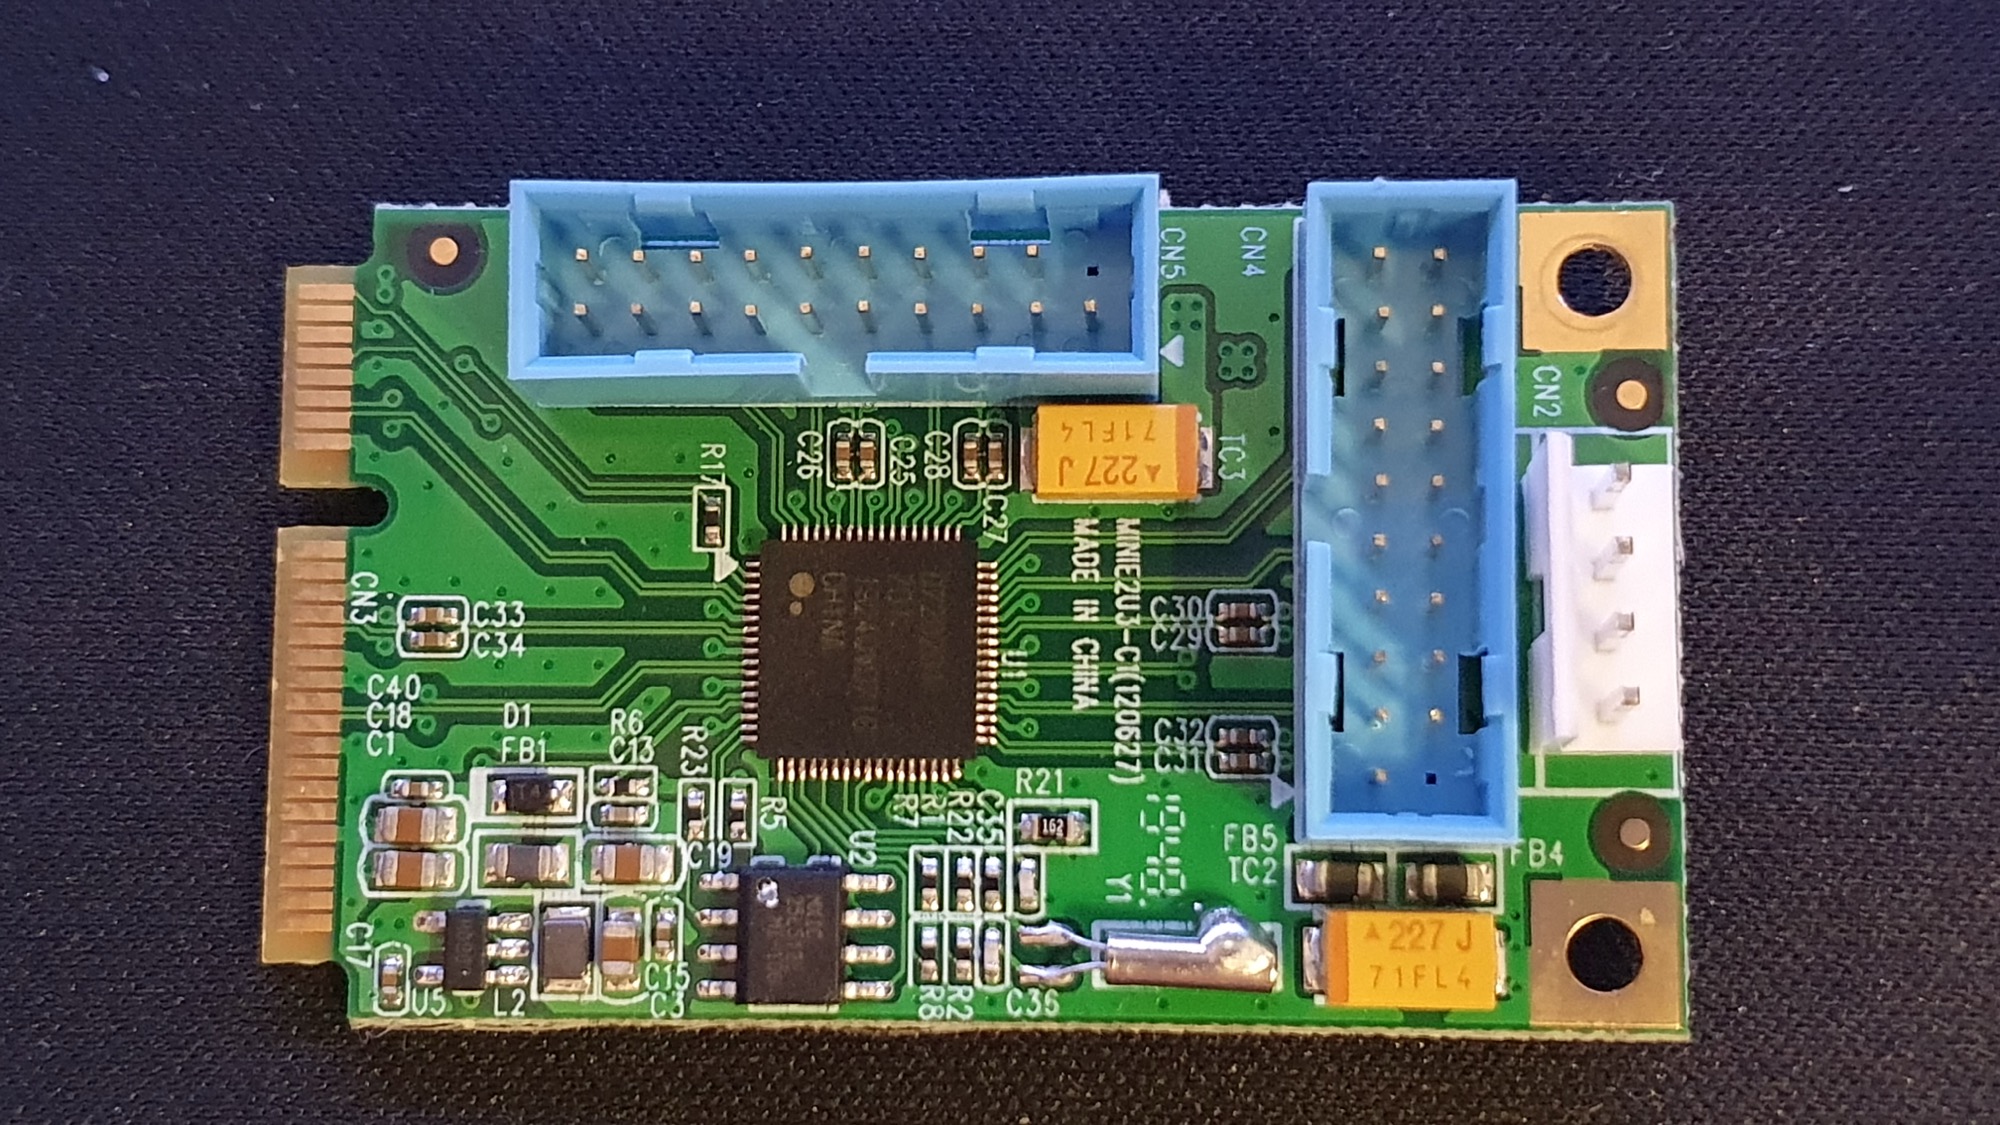 CN5
CN4
CN2
C26
C25
C28
C27
R17
71FL4
▲227 J
TC3
MINIE2U3-C1(120627)
MADE IN CHINA
CN3
C33
C34
C30
C29
U1
C40
C18
C1
D1
FB1
R6
C13
R23
R5
C32
C31
R7
R1
R22
C35
R21
162
U2
C19
FB5
TC2
FB4
Y1
▲227 J
71FL4
C17
U5
L2
C15
C3
R8
R2
C36